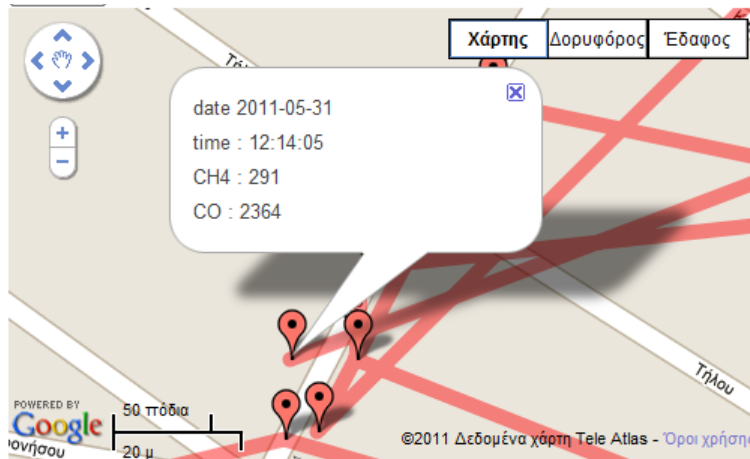 Χάρτης
Δορυφόρος
Έδαφος
date 2011-05-31
time : 12:14:05
CH4 : 291
CO : 2364
Τήλου
POWERED BY
Google
50 πόδια
20 μ
©2011 Δεδομένα χάρτη Tele Atlas - Όροι χρήσης